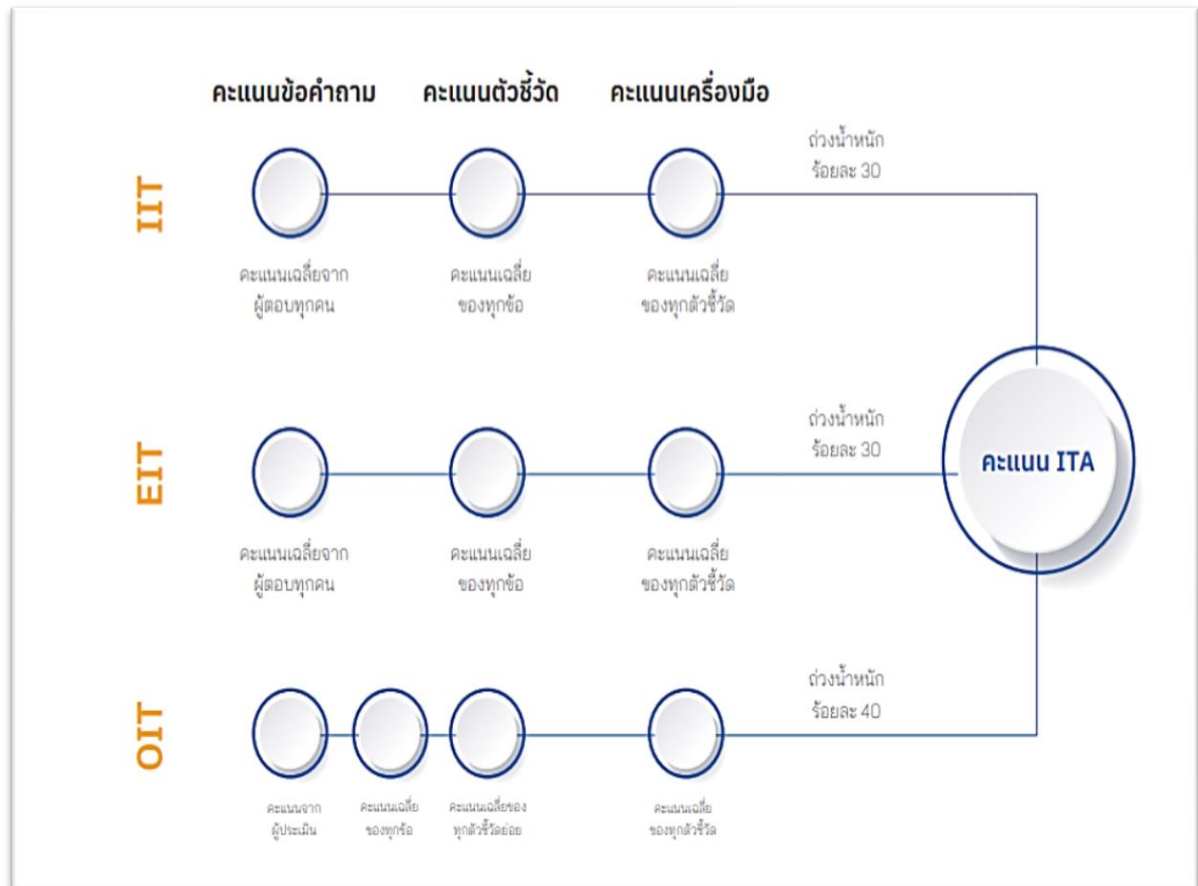 คะแนนข้อคำถาม คะแนนตัวชี้วัด คะแนนเครื่องมือ
IIT
ถ่วงน้ำหนัก
ร้อยละ 30
คะแนนเฉลี่ยจาก
ผู้ตอบทุกคน
คะแนนเฉลี่ย
ของทุกข้อ
คะแนนเฉลี่ย
ของทุกตัวชี้วัด
EIT
ถ่วงน้ำหนัก
ร้อยละ 30
คะแนนเฉลี่ยจาก
ผู้ตอบทุกคน
คะแนนเฉลี่ย
ของทุกข้อ
คะแนนเฉลี่ย
ของทุกตัวชี้วัด
คะแนน ITA
OIT
ถ่วงน้ำหนัก
ร้อยละ 40
คะแนนจาก
ผู้ประเมิน
คะแนนเฉลี่ย
ของทุกข้อ
คะแนนเฉลี่ยของ
ทุกตัวชี้วัดย่อย
คะแนนเฉลี่ย
ของทุกตัวชี้วัด